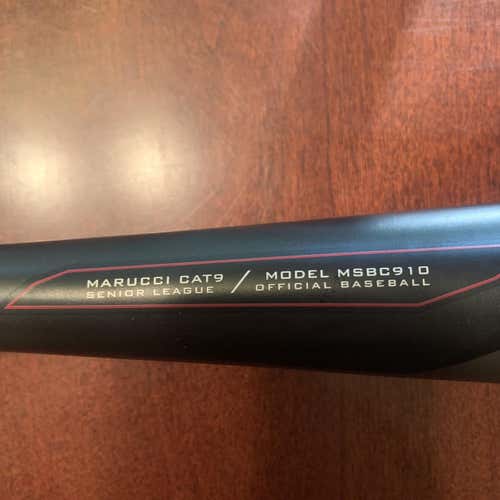 MARUCCI CAT9 / MODEL MSBC910
SENIOR LEAGUE / OFFICIAL BASEBALL